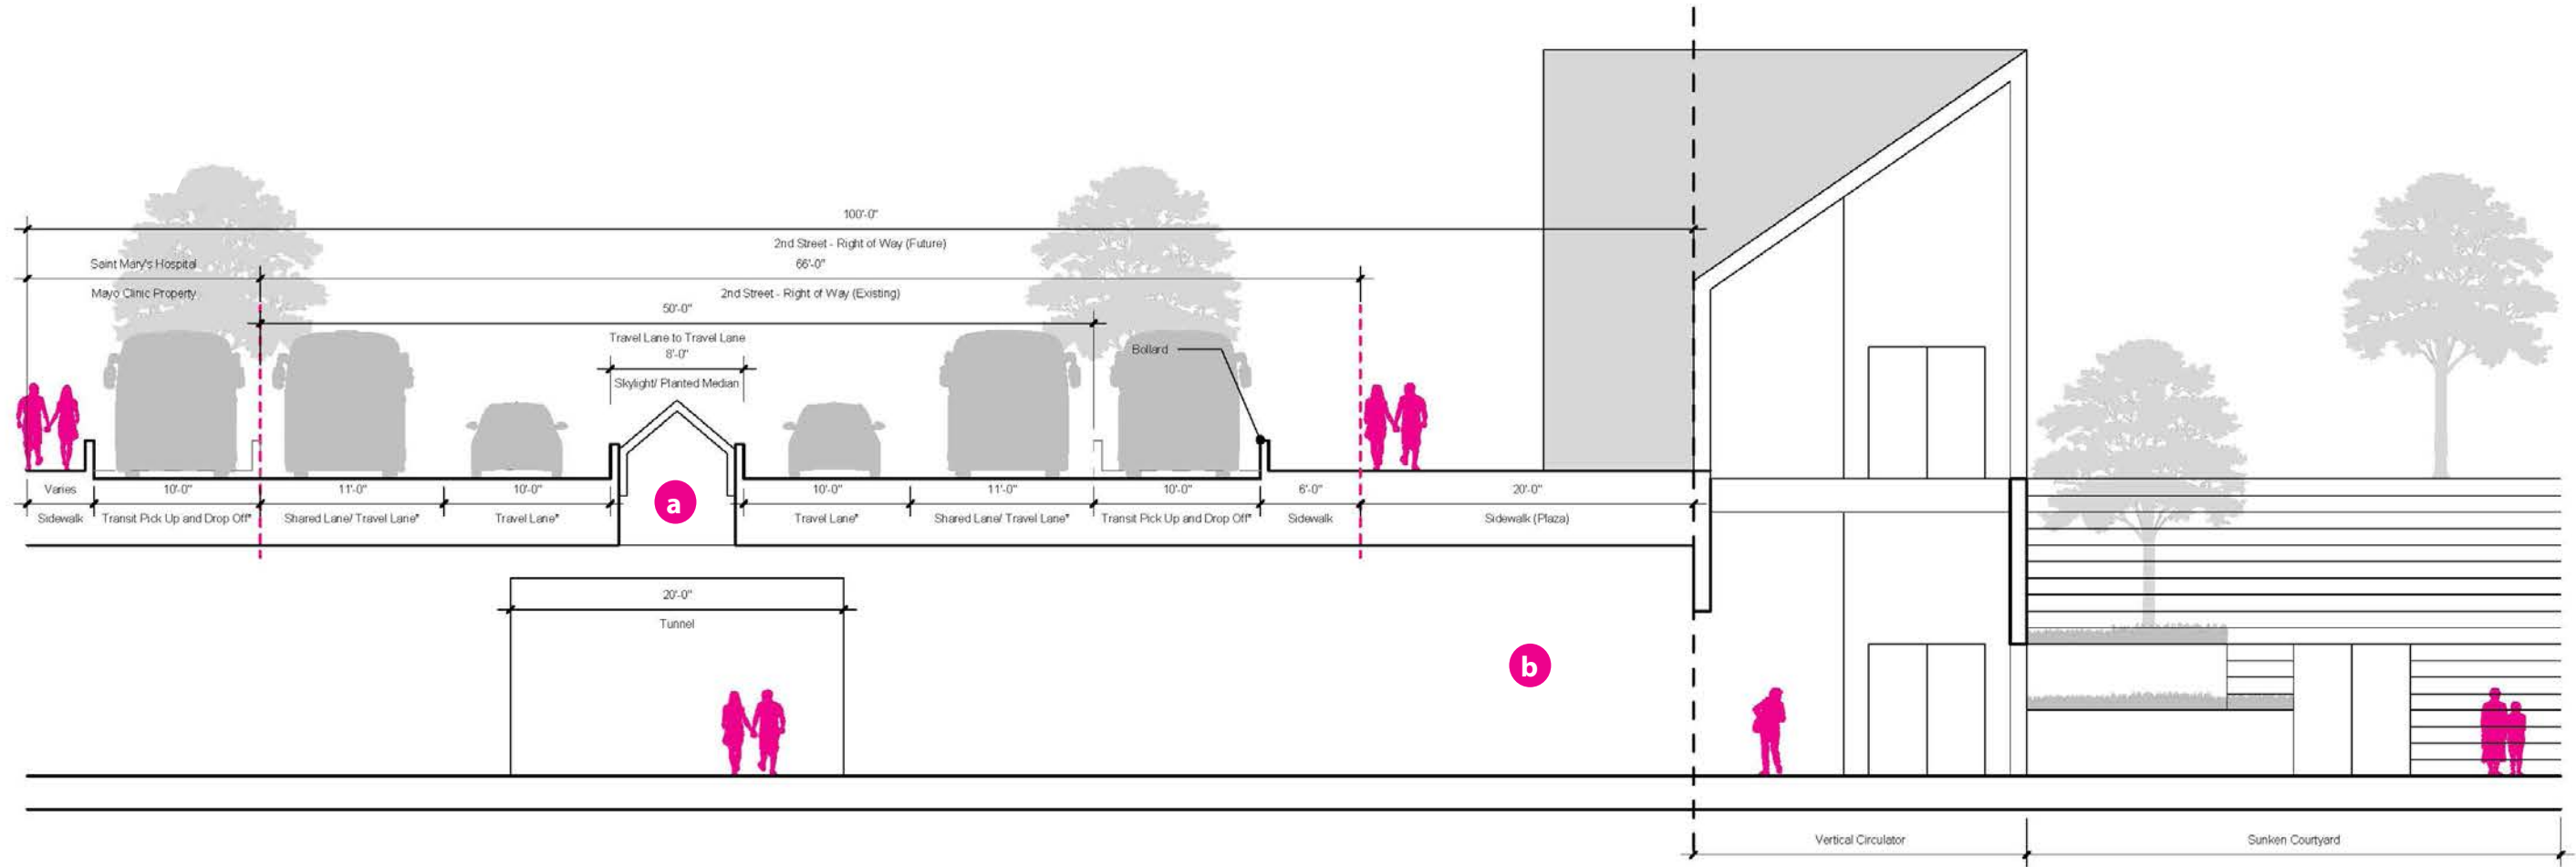 100'-0"
2nd Street - Right of Way (Future)
Saint Mary's Hospital
66'-0"
Mayo Clinic Property
2nd Street - Right of Way (Existing)
50'-0"
Travel Lane to Travel Lane
8'-0"
Bollard
Skylight/ Planted Median
a
Varies
10'-0"
11'-0"
10'-0"
10'-0"
11'-0"
10'-0"
6'-0"
20'-0"
Sidewalk
Transit Pick Up and Drop Off*
Shared Lane/ Travel Lane*
Travel Lane*
Travel Lane*
Shared Lane/ Travel Lane*
Transit Pick Up and Drop Off*
Sidewalk
Sidewalk (Plaza)
20'-0"
Tunnel
b
Vertical Circulator
Sunken Courtyard